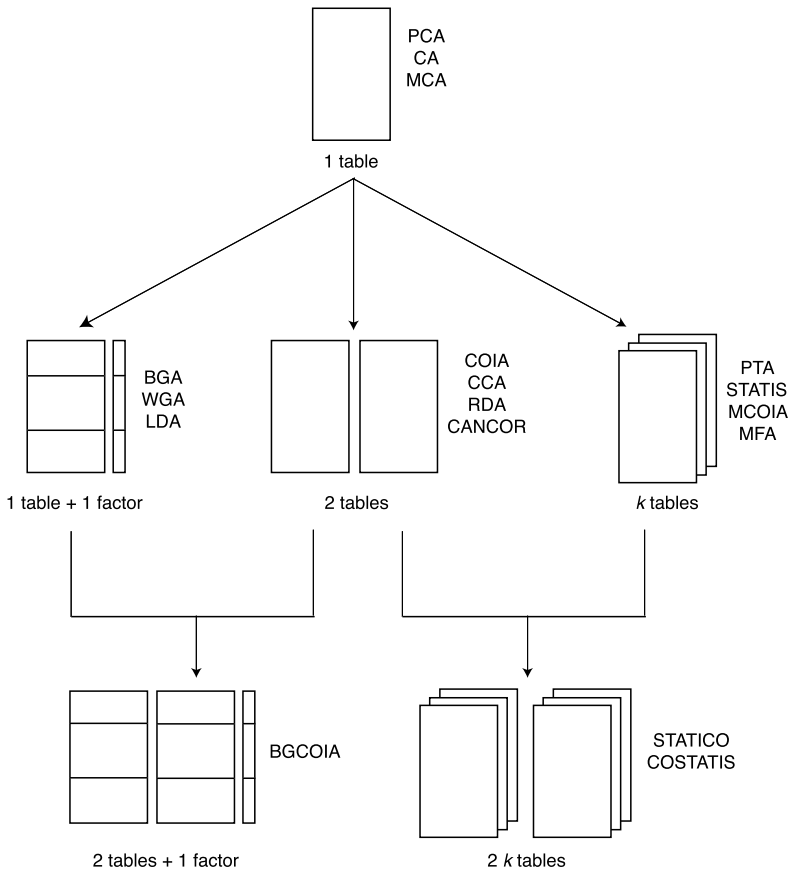 PCA
CA
MCA
1 table
BGA
WGA
LDA
1 table + 1 factor
COIA
CCA
RDA
CANCOR
2 tables
PTA
STATIS
MCOIA
MFA
k tables
BGCOIA
2 tables + 1 factor
STATICO
COSTATIS
2 k tables